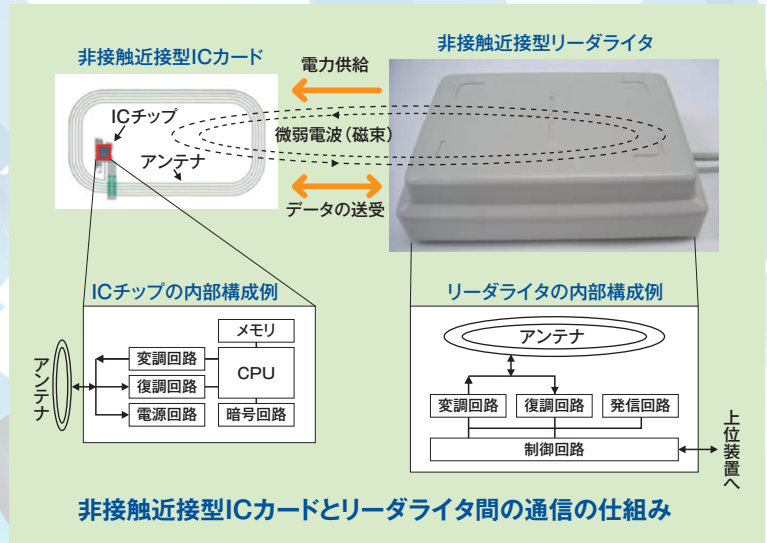 非接触近接型ICカード
非接触近接型リーダライタ
電力供給
ICチップ
微弱電波(磁束)
アンテナ
データの送受
ICチップの内部構成例
リーダライタの内部構成例
メモリ
アンテナ
変調回路
CPU
アンテナ
復調回路
電源回路
暗号回路
変調回路
復調回路
発信回路
制御回路
上位装置へ
非接触近接型ICカードとリーダライタ間の通信の仕組み